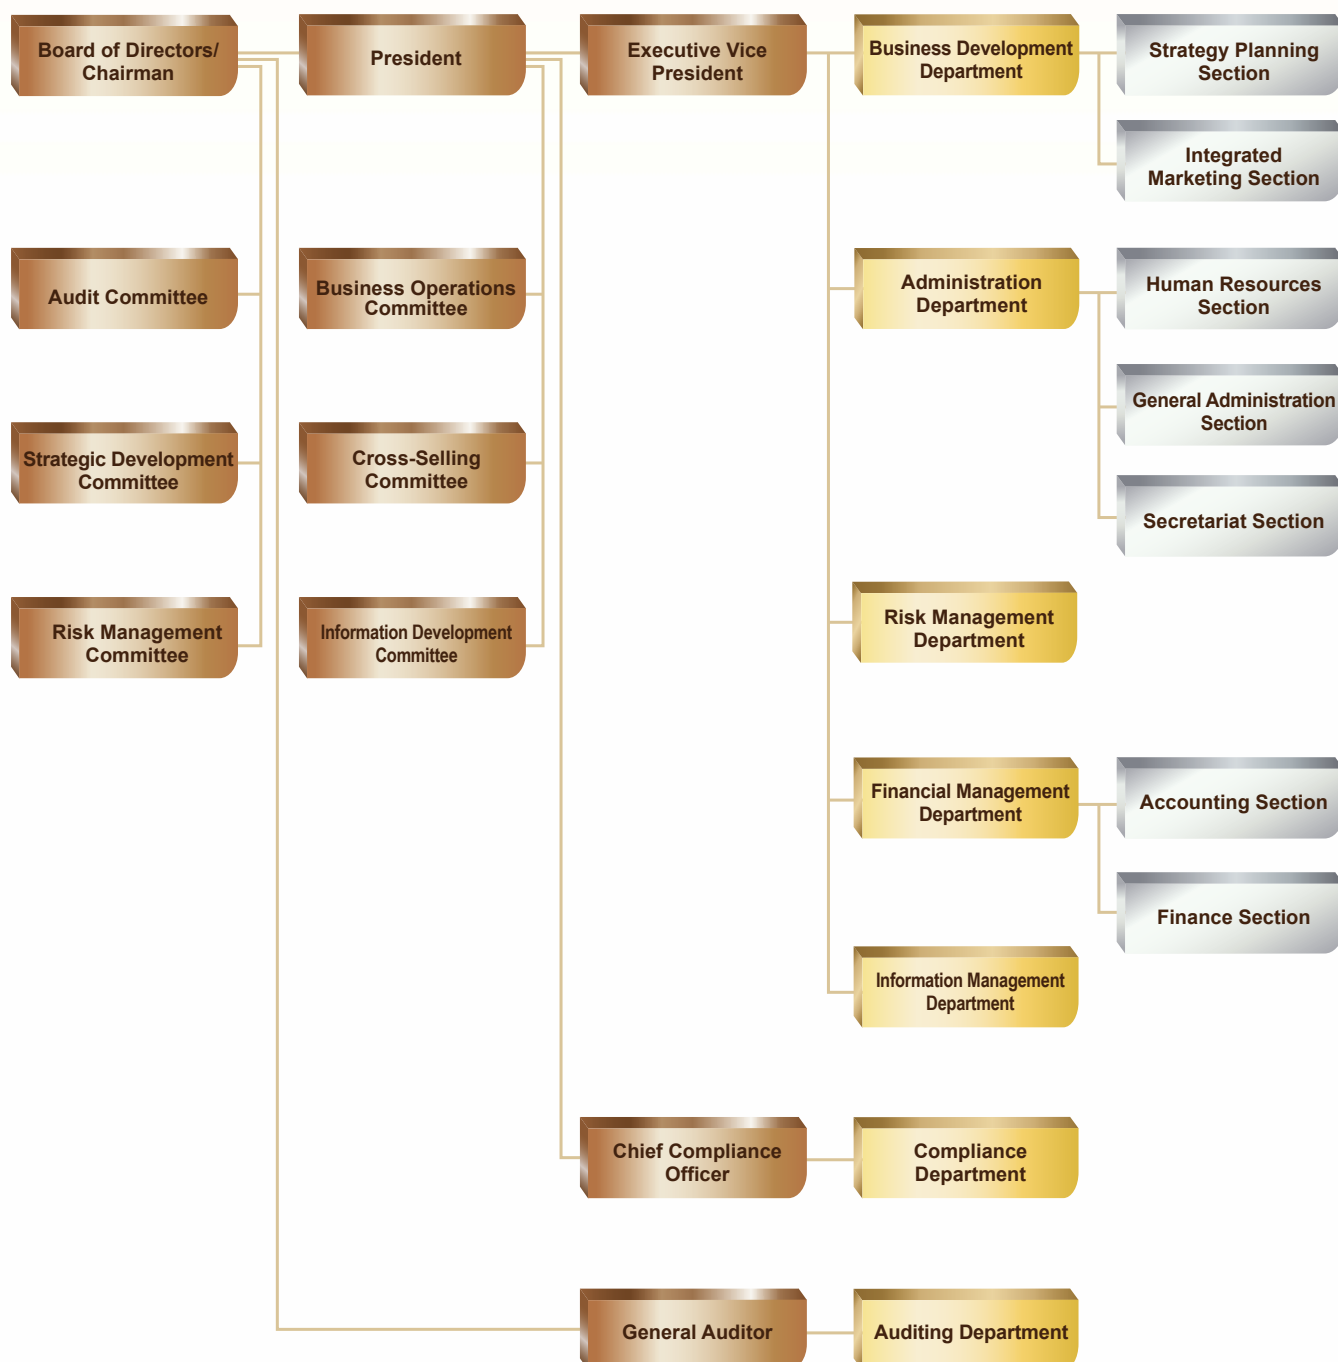 Board of Directors/
Chairman
President
Executive Vice
President
Business Development
Department
Strategy Planning
Section
Integrated
Marketing Section
Audit Committee
Business Operations
Committee
Administration
Department
Human Resources
Section
General Administration
Section
Strategic Development
Committee
Cross-Selling
Committee
Secretariat Section
Risk Management
Committee
Information Development
Committee
Risk Management
Department
Financial Management
Department
Accounting Section
Finance Section
Information Management
Department
Chief Compliance
Officer
Compliance
Department
General Auditor
Auditing Department